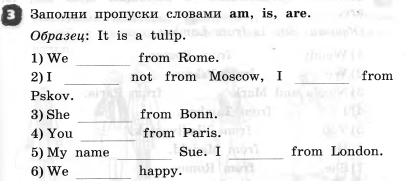 3 Заполни пропуски словами am, is, are.
Образец: It is a tulip.
1) We ________ from Rome.
2) I ________ not from Moscow, I ________ from
Pskov.
3) She ________ from Bonn.
4) You ________ from Paris.
5) My name ________ Sue. I ________ from London.
6) We ________ happy.